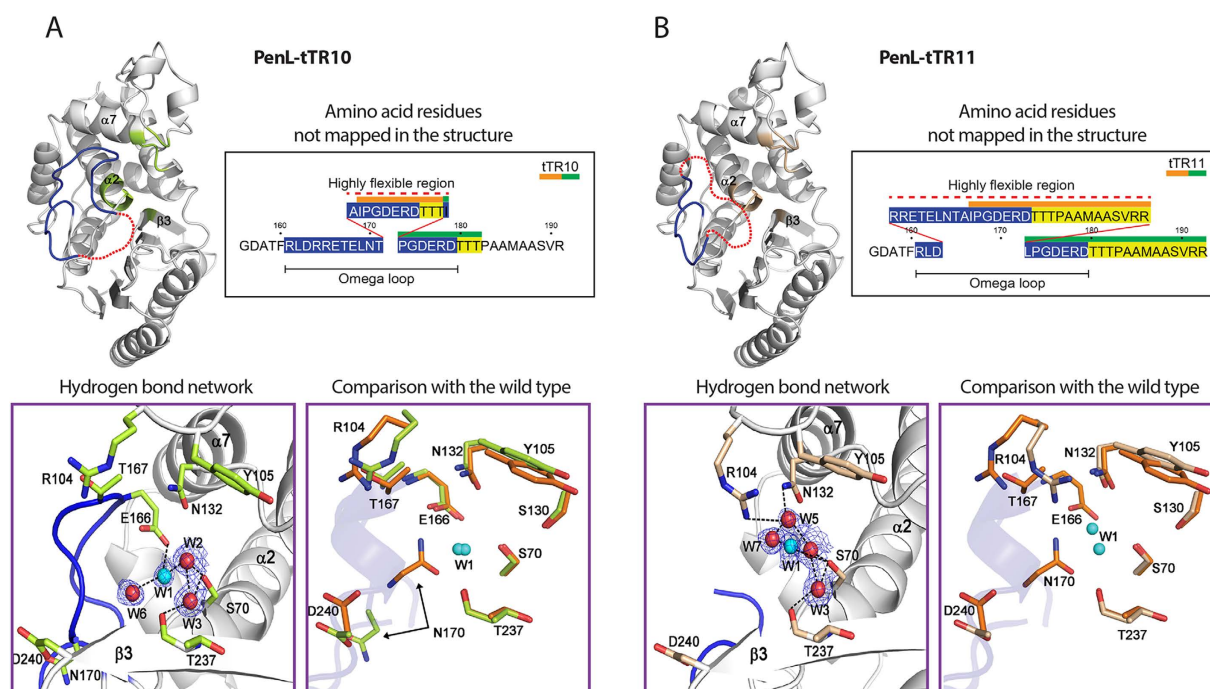 A
PenL-tTR10
α7
α2
β3
Amino acid residues
not mapped in the structure
tTR10
Highly flexible region
AIPGDERDTTT
160 180 190
GDATFRLDRRETELNT PGDERDTTTPAAMAASVR
Omega loop
Hydrogen bond network
R104
T167
α7
Y105
N132
E166
α2
W2
W1
W6
S70
W3
D240
N170
β3
T237
Comparison with the wild type
R104
N132
Y105
T167
E166
S130
W1
S70
D240
N170
T237
B
PenL-tTR11
α7
α2
β3
Amino acid residues
not mapped in the structure
tTR11
Highly flexible region
RRETELNTAIPGDERDTTTPAAMAASVRR
160 180 190
GDATFRLD LPGDERDTTTPAAMAASVRR
Omega loop
Hydrogen bond network
α7
Y105
R104
N132
α2
W5
W7
S70
W1
W3
D240
β3
T237
Comparison with the wild type
R104
N132
Y105
T167
E166
S130
W1
S70
N170
D240
T237